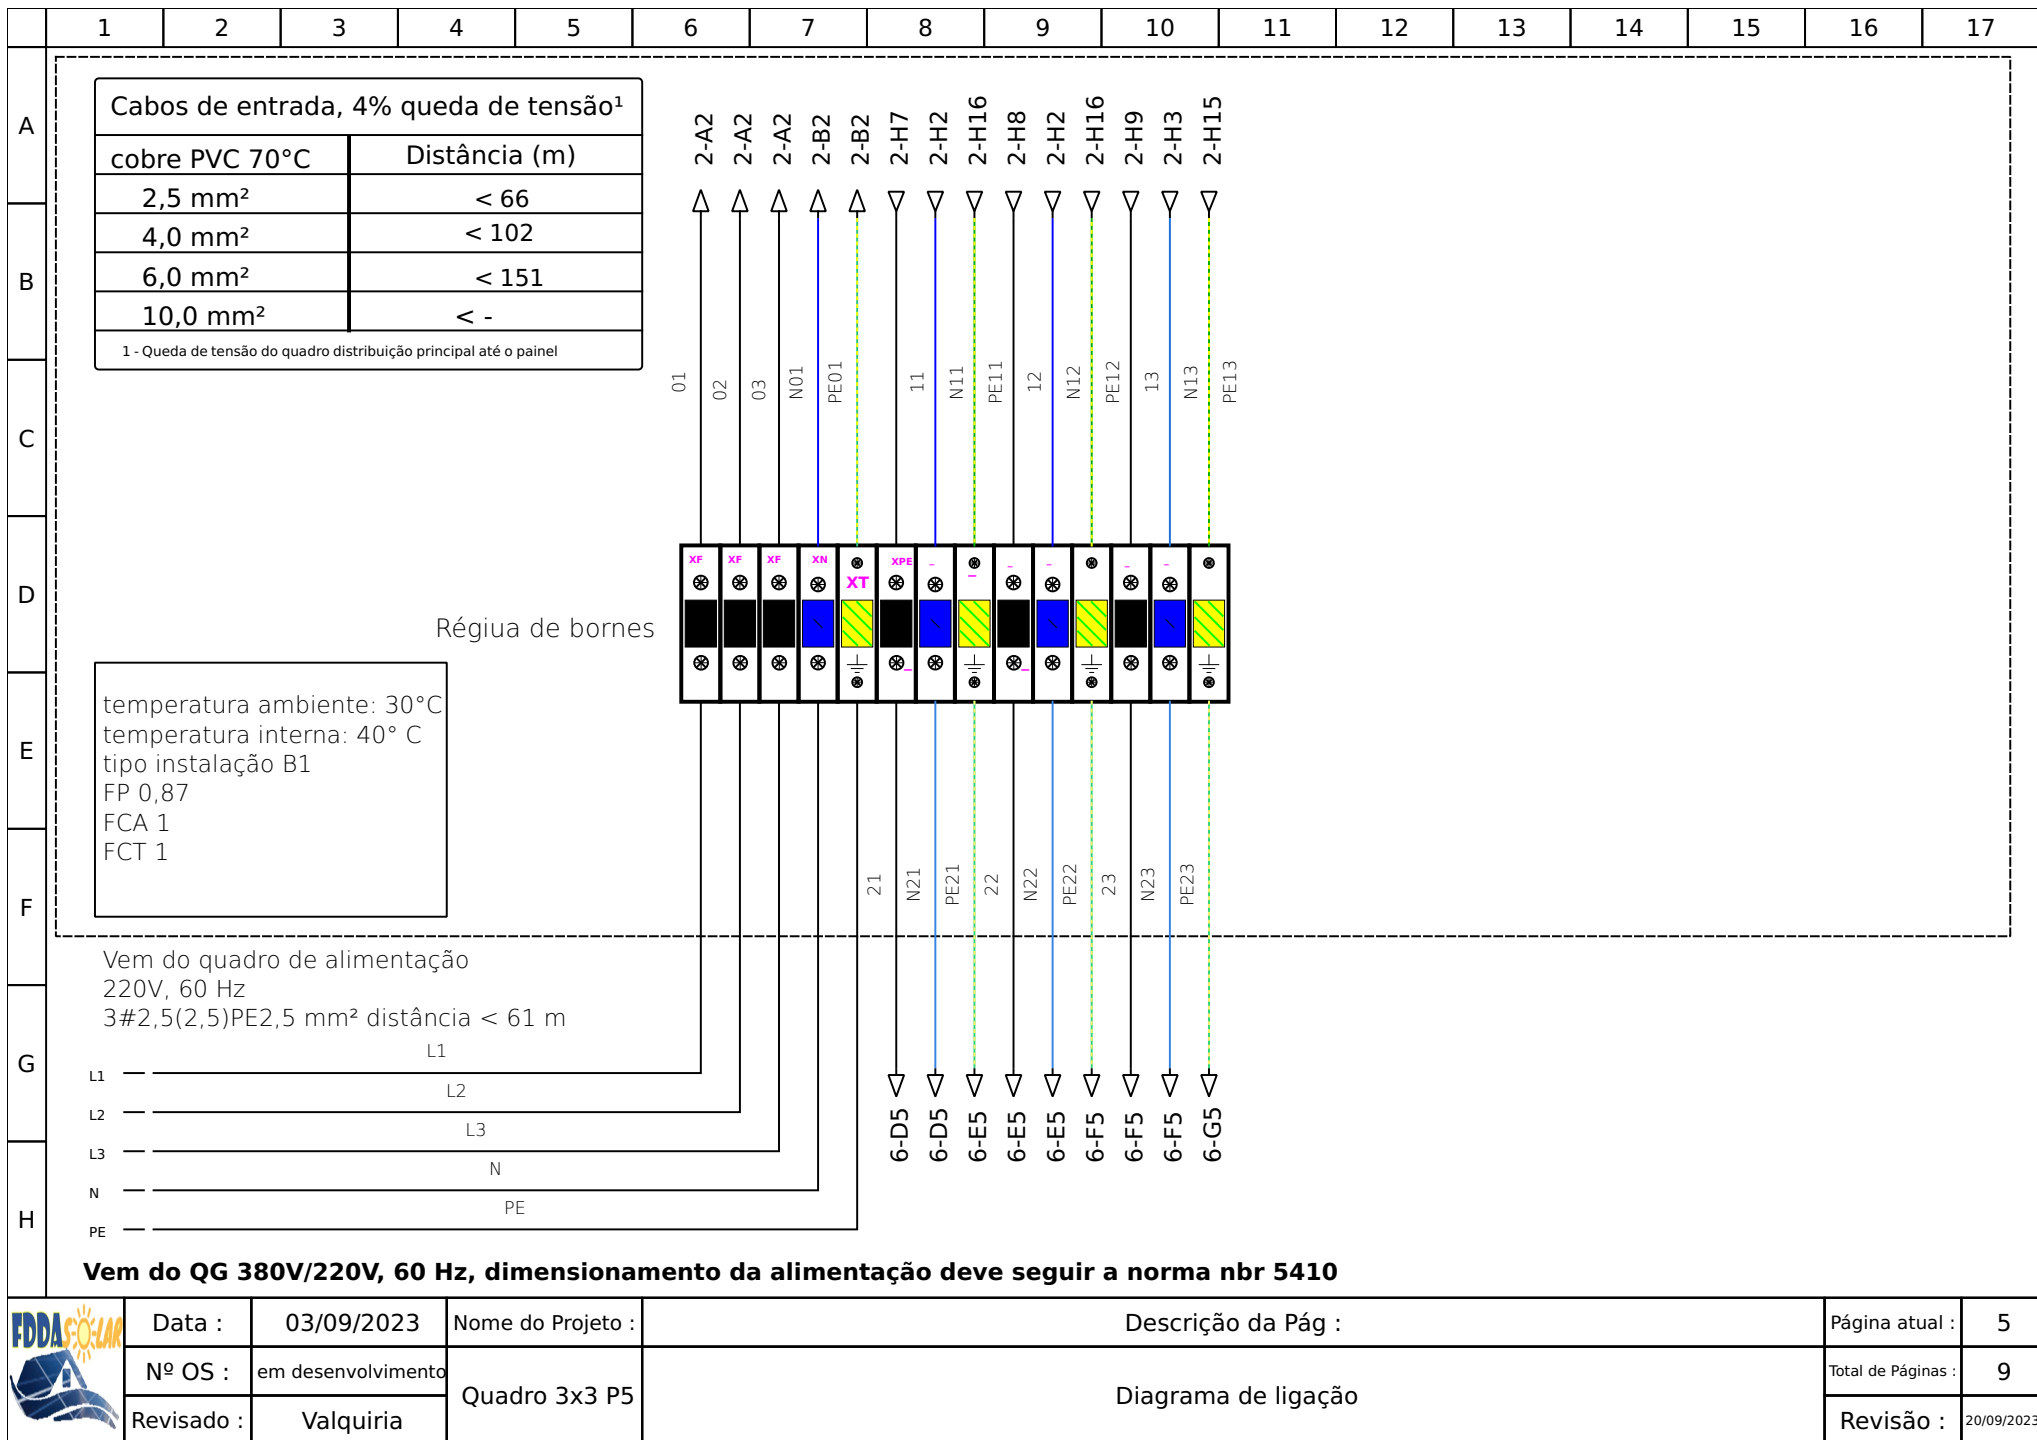 1 2 3 4 5 6 7 8 9 10 11 12 13 14 15 16 17
A
B
C
D
E
F
G
H
Cabos de entrada, 4% queda de tensão¹
cobre PVC 70°C Distância (m)
2,5 mm² < 66
4,0 mm² < 102
6,0 mm² < 151
10,0 mm² < -
1 - Queda de tensão do quadro distribuição principal até o painel
2-A2 2-A2 2-A2 2-B2 2-B2 2-H7 2-H2 2-H16 2-H8 2-H2 2-H16 2-H9 2-H3 2-H15
01 02 03 N01 PE01 11 N11 PE11 12 N12 PE12 13 N13 PE13
XF XF XF XN XT XPE
Régiua de bornes
temperatura ambiente: 30°C
temperatura interna: 40° C
tipo instalação B1
FP 0,87
FCA 1
FCT 1
21 N21 PE21 22 N22 PE22 23 N23 PE23
Vem do quadro de alimentação
220V, 60 Hz
3#2,5(2,5)PE2,5 mm² distância < 61 m
L1 L1
L2 L2
L3 L3
N N
PE PE
6-D5 6-D5 6-E5 6-E5 6-E5 6-F5 6-F5 6-F5 6-G5
Vem do QG 380V/220V, 60 Hz, dimensionamento da alimentação deve seguir a norma nbr 5410
FDDA SOLAR
Data : 03/09/2023 Nome do Projeto : Descrição da Pág : Página atual : 5
Nº OS : em desenvolvimento Quadro 3x3 P5 Diagrama de ligação Total de Páginas : 9
Revisado : Valquiria Revisão : 20/09/2023